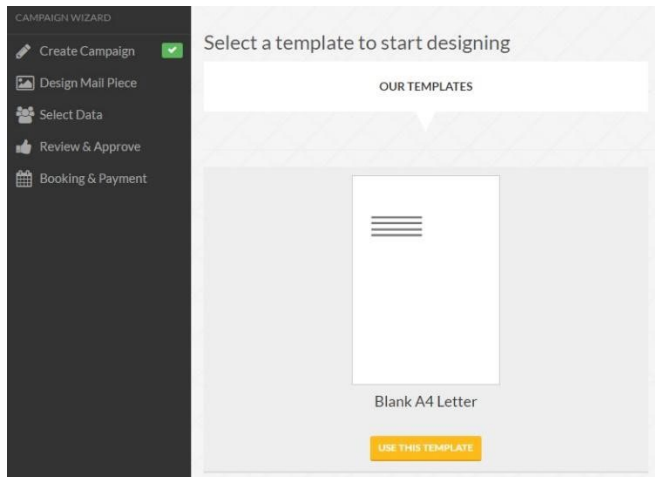 CAMPAIGN WIZARD
Create Campaign
Design Mail Piece
Select Data
Review & Approve
Booking & Payment
Select a template to start designing
OUR TEMPLATES
Blank A4 Letter
USE THIS TEMPLATE